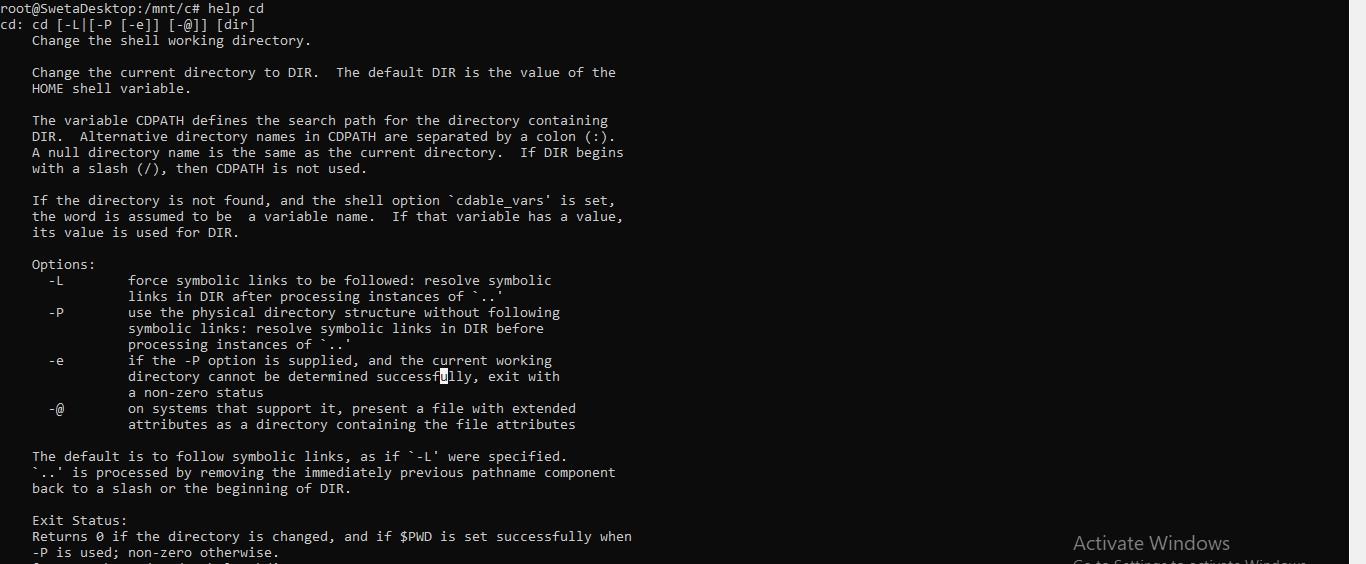 root@SwetaDesktop:/mnt/c# help cd
cd: cd [-L|[-P [-e]] [-@]] [dir]
    Change the shell working directory.

    Change the current directory to DIR.  The default DIR is the value of the
    HOME shell variable.

    The variable CDPATH defines the search path for the directory containing
    DIR.  Alternative directory names in CDPATH are separated by a colon (:).
    A null directory name is the same as the current directory.  If DIR begins
    with a slash (/), then CDPATH is not used.

    If the directory is not found, and the shell option `cdable_vars' is set,
    the word is assumed to be  a variable name.  If that variable has a value,
    its value is used for DIR.

    Options:
      -L        force symbolic links to be followed: resolve symbolic
                links in DIR after processing instances of `..'
      -P        use the physical directory structure without following
                symbolic links: resolve symbolic links in DIR before
                processing instances of `..'
      -e        if the -P option is supplied, and the current working
                directory cannot be determined successfully, exit with
                a non-zero status
      -@        on systems that support it, present a file with extended
                attributes as a directory containing the file attributes

    The default is to follow symbolic links, as if `-L' were specified.
    `..' is processed by removing the immediately previous pathname component
    back to a slash or the beginning of DIR.

    Exit Status:
    Returns 0 if the directory is changed, and if $PWD is set successfully when
    -P is used; non-zero otherwise.
Activate Windows
Go to Settings to activate Windows.